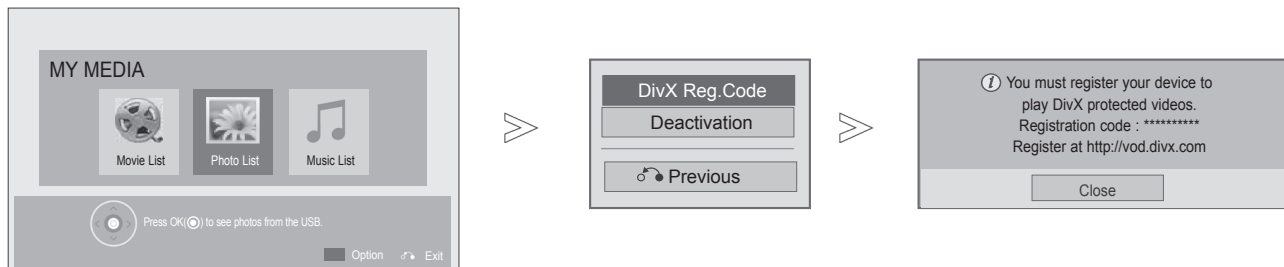 MY MEDIA
Movie List
Photo List
Music List
Press OK(◉) to see photos from the USB.
Option
Exit
DivX Reg.Code
Deactivation
Previous
You must register your device to
play DivX protected videos.
Registration code : **********
Register at http://vod.divx.com
Close